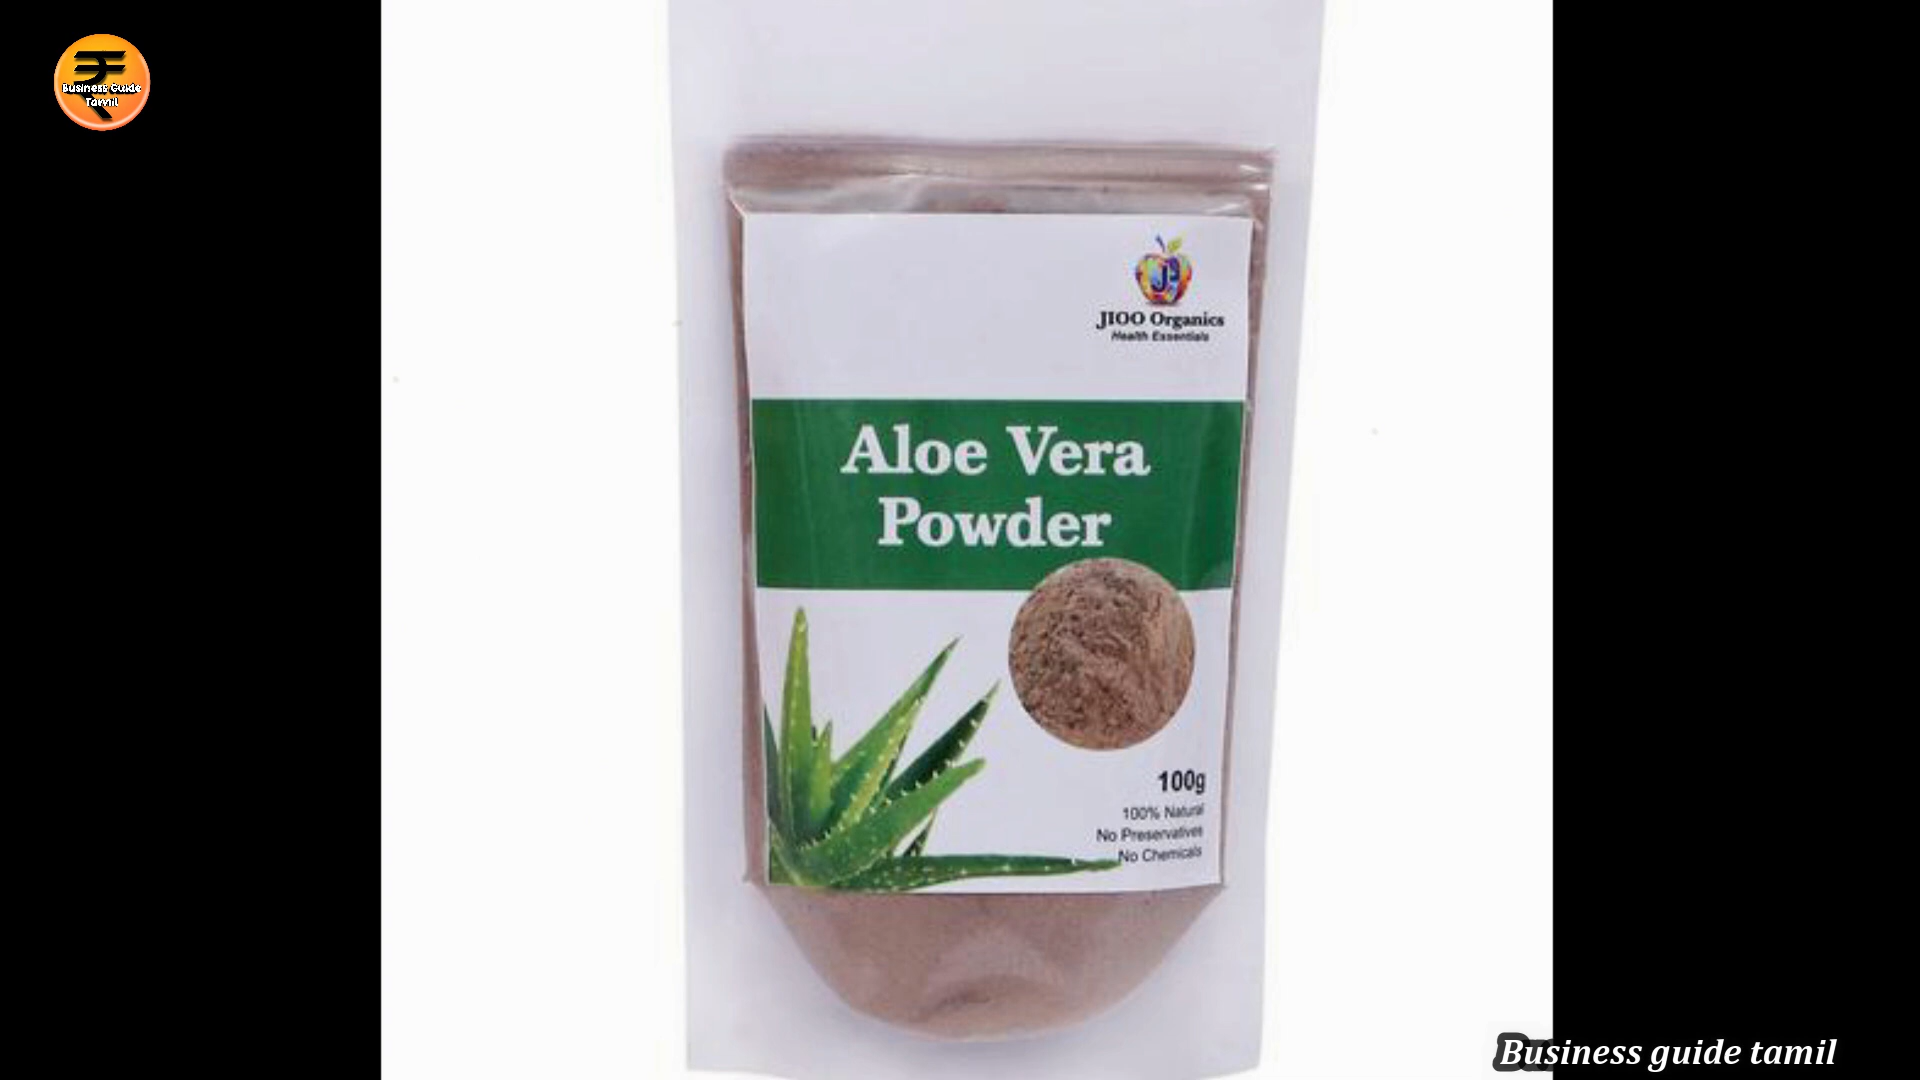 Business Guide
Tamil
JIOO Organics
Health Essentials
Aloe Vera
Powder
100g
100% Natural
No Preservatives
No Chemicals
Business guide tamil